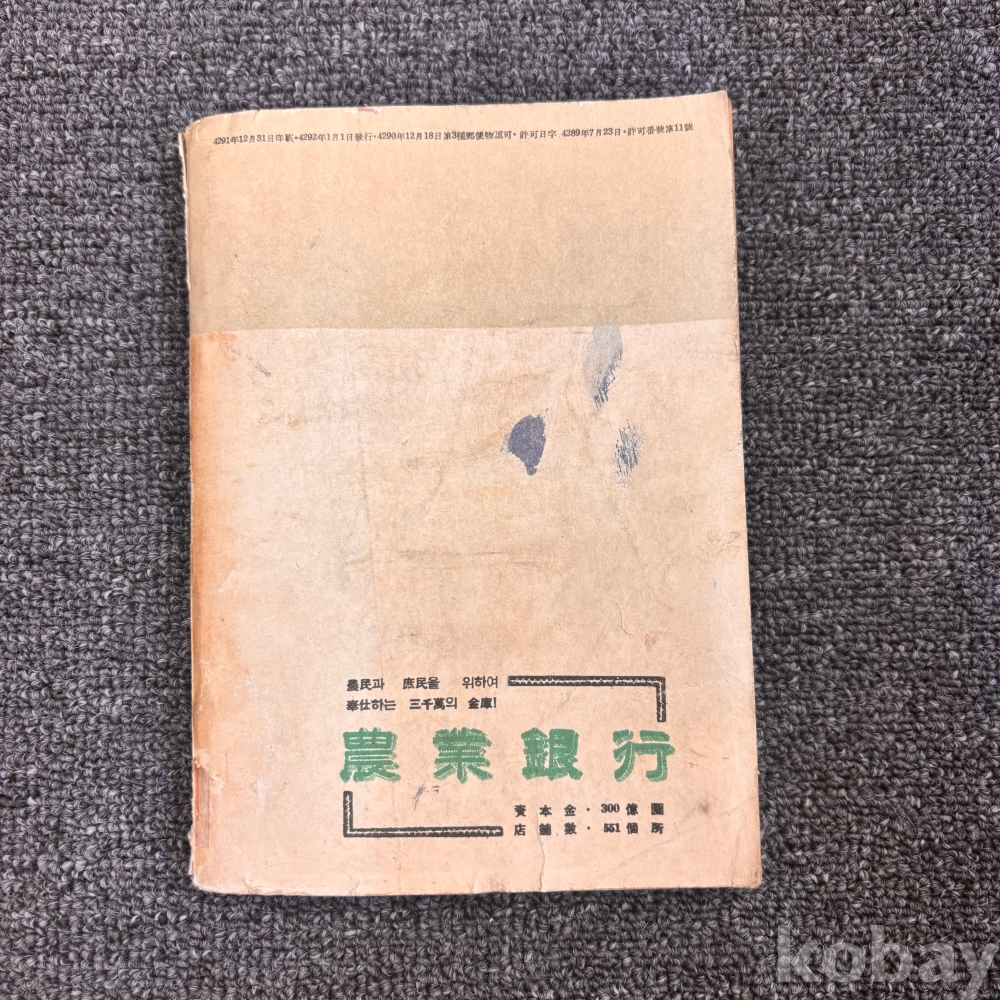 4291年12月31日印刷·4292年1月1日發行·4290年12月18日第3種郵便物認可·許可日字 4289年7月23日·許可番號第11號
農民과 庶民을 위하여
奉仕하는 三千萬의 金庫!
農業銀行
資本金·300億圜
店舖數·551個所
kobay